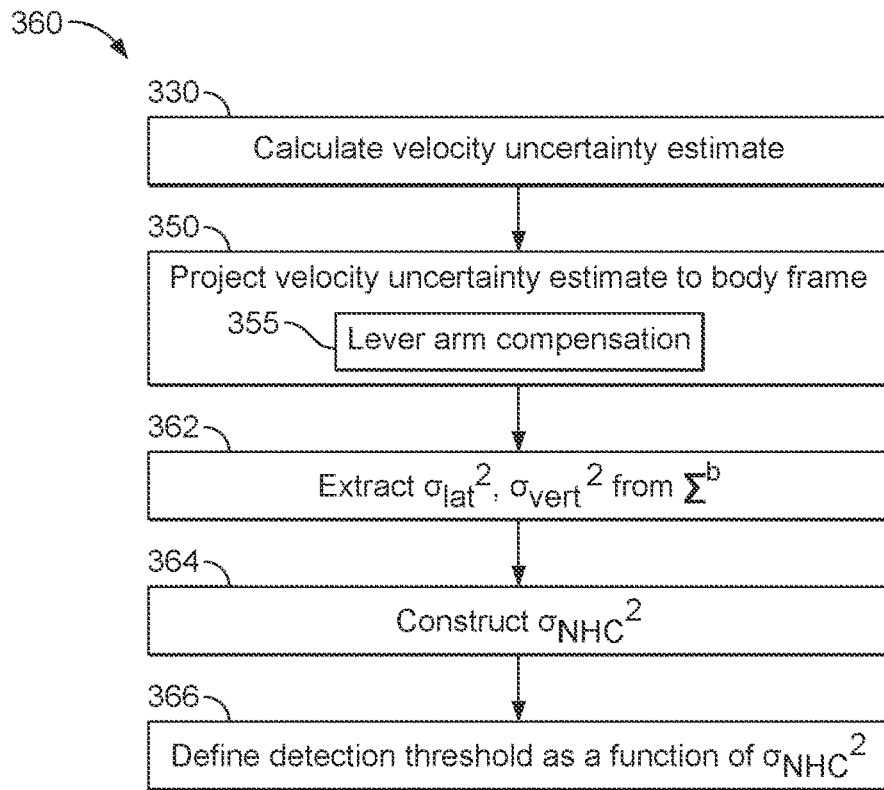 360
330
Calculate velocity uncertainty estimate
350
Project velocity uncertainty estimate to body frame
355
Lever arm compensation
362
Extract σlat², σvert² from Σᵇ
364
Construct σNHC²
366
Define detection threshold as a function of σNHC²